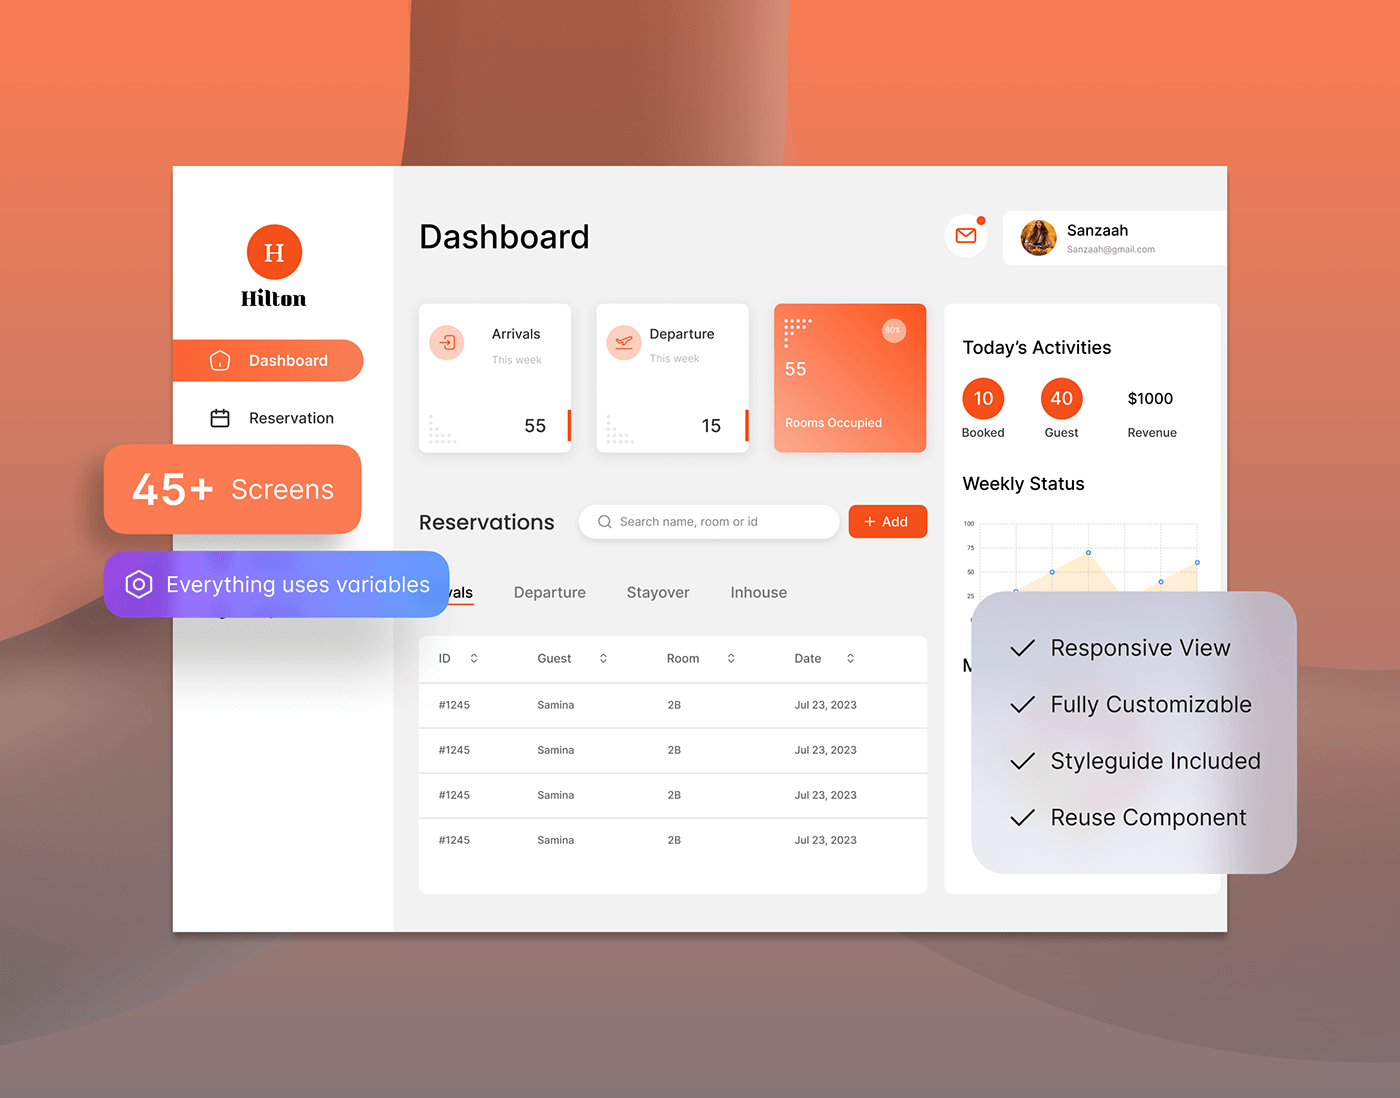 H
Hilton
Dashboard
Reservation
45+ Screens
Everything uses variables
Dashboard
Sanzaah
Sanzaah@gmail.com
Arrivals
This week
55
Departure
This week
15
80%
55
Rooms Occupied
Reservations
Search name, room or id
+ Add
vals Departure Stayover Inhouse
ID Guest Room Date
#1245 Samina 2B Jul 23, 2023
#1245 Samina 2B Jul 23, 2023
#1245 Samina 2B Jul 23, 2023
#1245 Samina 2B Jul 23, 2023
Today’s Activities
10 40 $1000
Booked Guest Revenue
Weekly Status
100
75
50
25
M
Responsive View
Fully Customizable
Styleguide Included
Reuse Component